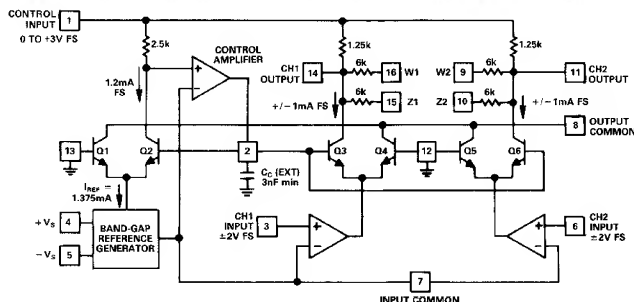 CONTROL
INPUT
1
0 TO +3V FS
2.5k
1.2mA
FS
+
−
CONTROL
AMPLIFIER
1.25k
CH1
OUTPUT
14
6k
16
W1
6k
15
Z1
+/−1mA FS
W2
9
6k
1.25k
11
CH2
OUTPUT
Z2
10
6k
+/−1mA FS
8
OUTPUT
COMMON
13
Q1
Q2
2
Q3
Q4
12
Q5
Q6
CC (EXT)
3nF min
IREF =
1.375mA
+VS
4
−VS
5
BAND-GAP
REFERENCE
GENERATOR
CH1
INPUT
±2V FS
3
+
−
+
−
6
CH2
INPUT
±2V FS
7
INPUT COMMON